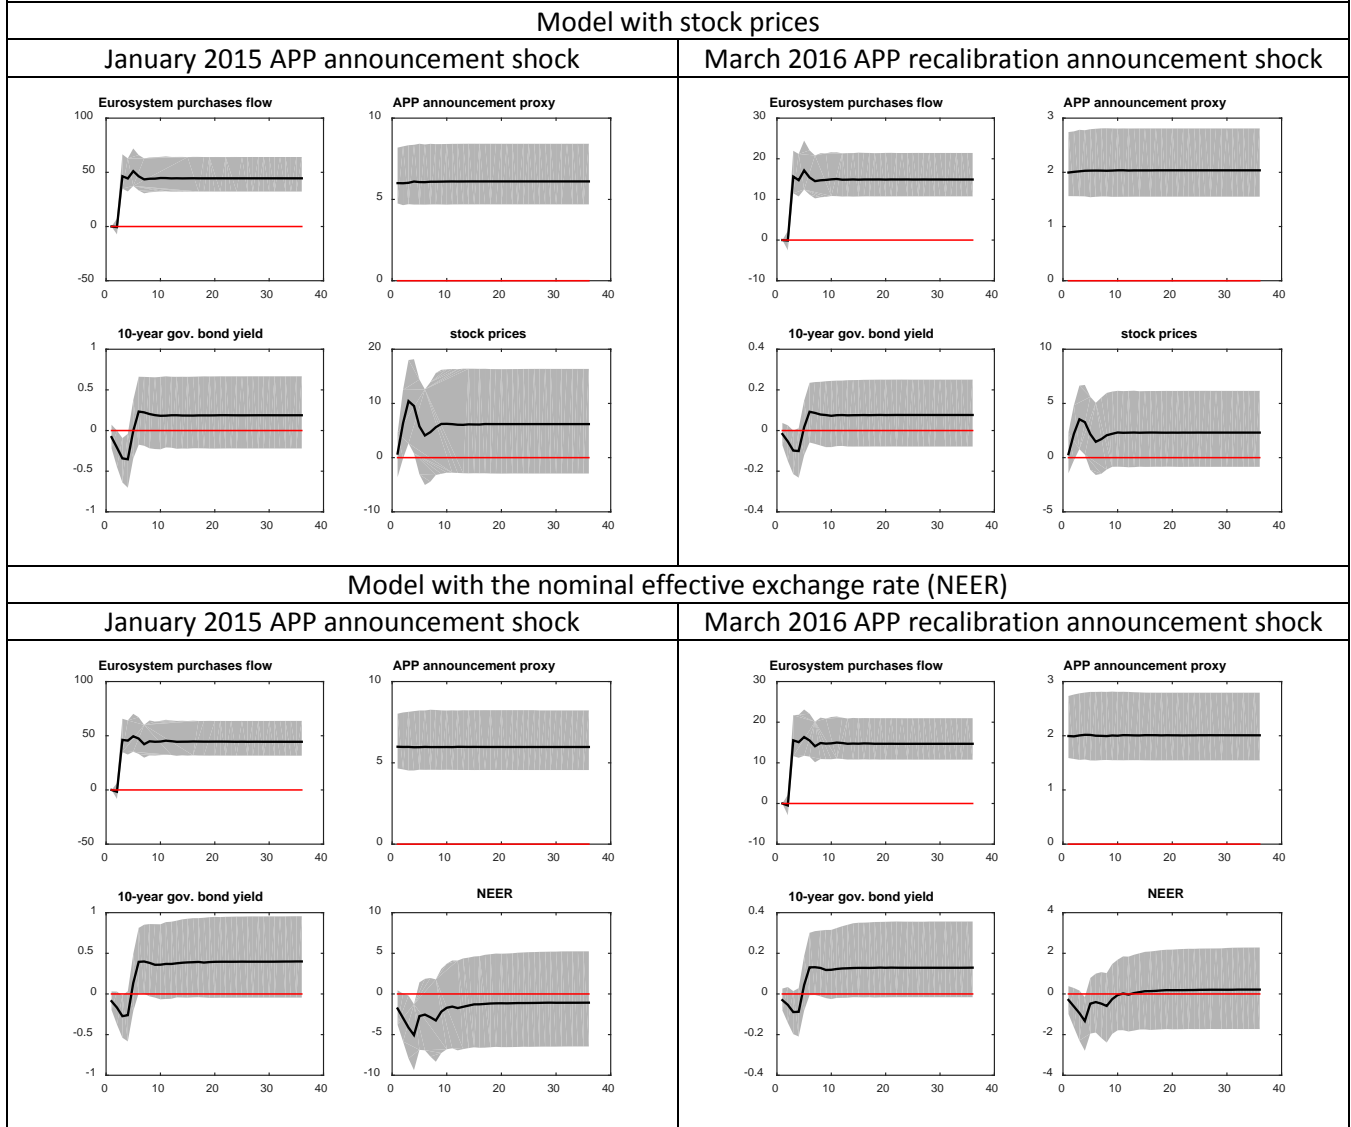 Model with stock prices
January 2015 APP announcement shock
March 2016 APP recalibration announcement shock
Eurosystem purchases flow
100
50
0
-50
0 10 20 30 40
APP announcement proxy
10
5
0
0 10 20 30 40
10-year gov. bond yield
1
0.5
0
-0.5
-1
0 10 20 30 40
stock prices
20
10
0
-10
0 10 20 30 40
Eurosystem purchases flow
30
20
10
0
-10
0 10 20 30 40
APP announcement proxy
3
2
1
0
0 10 20 30 40
10-year gov. bond yield
0.4
0.2
0
-0.2
-0.4
0 10 20 30 40
stock prices
10
5
0
-5
0 10 20 30 40
Model with the nominal effective exchange rate (NEER)
January 2015 APP announcement shock
March 2016 APP recalibration announcement shock
Eurosystem purchases flow
100
50
0
-50
0 10 20 30 40
APP announcement proxy
10
5
0
0 10 20 30 40
10-year gov. bond yield
1
0.5
0
-0.5
-1
0 10 20 30 40
NEER
10
5
0
-5
-10
0 10 20 30 40
Eurosystem purchases flow
30
20
10
0
-10
0 10 20 30 40
APP announcement proxy
3
2
1
0
0 10 20 30 40
10-year gov. bond yield
0.4
0.2
0
-0.2
-0.4
0 10 20 30 40
NEER
4
2
0
-2
-4
0 10 20 30 40